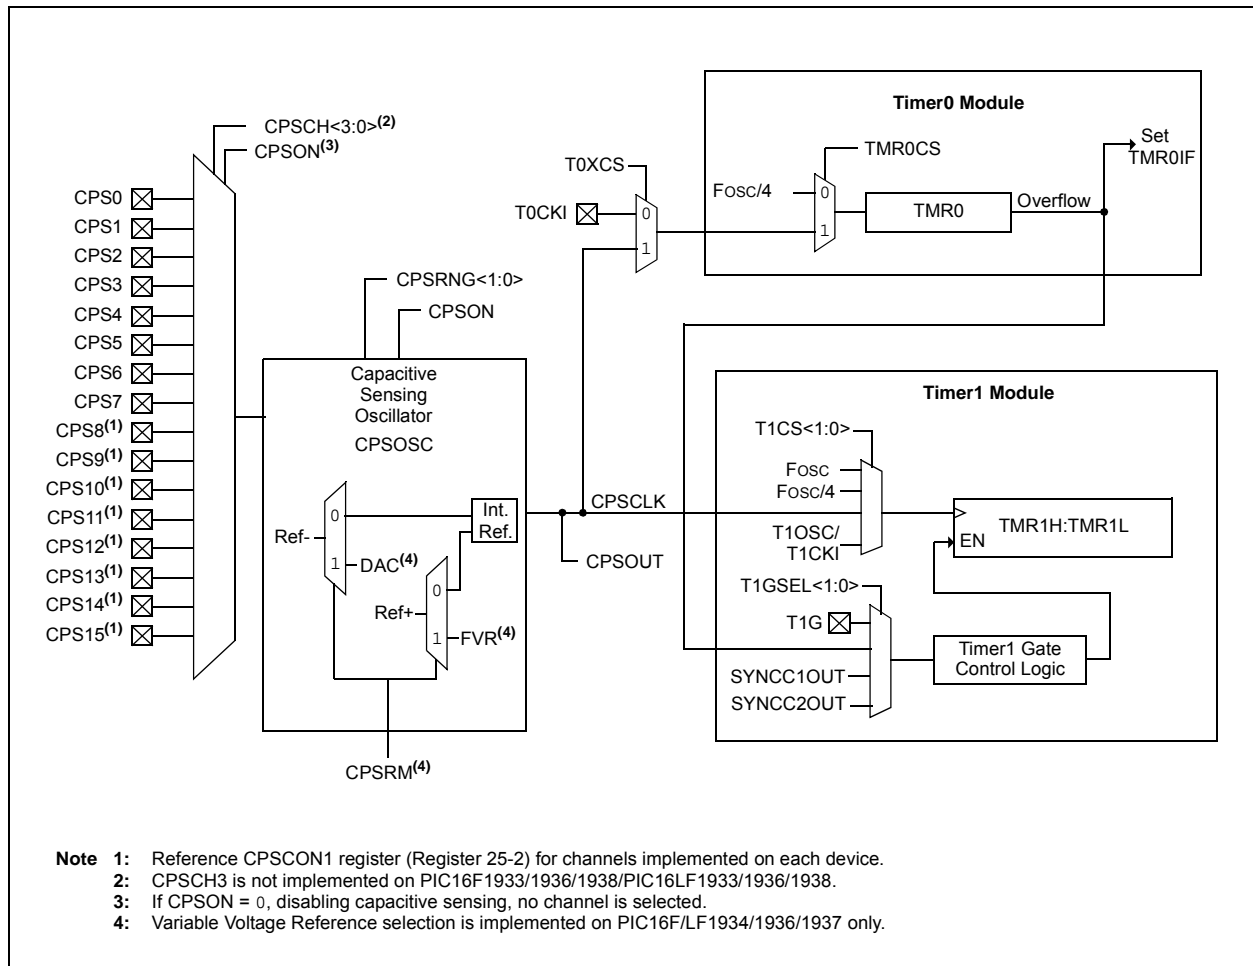 Timer0 Module
CPSCH<3:0>(2)
CPSON(3)
TMR0CS
Set
TMR0IF
T0XCS
FOSC/4
0
TMR0
Overflow
1
T0CKI
0
1
CPS0
CPS1
CPS2
CPS3
CPS4
CPS5
CPS6
CPS7
CPS8(1)
CPS9(1)
CPS10(1)
CPS11(1)
CPS12(1)
CPS13(1)
CPS14(1)
CPS15(1)
CPSRNG<1:0>
CPSON
Capacitive
Sensing
Oscillator
CPSOSC
0
Ref-
1
DAC(4)
Int.
Ref.
0
Ref+
1
FVR(4)
CPSRM(4)
CPSCLK
CPSOUT
Timer1 Module
T1CS<1:0>
FOSC
FOSC/4
T1OSC/
T1CKI
TMR1H:TMR1L
EN
T1GSEL<1:0>
T1G
SYNCC1OUT
SYNCC2OUT
Timer1 Gate
Control Logic
Note 1: Reference CPSCON1 register (Register 25-2) for channels implemented on each device.
2: CPSCH3 is not implemented on PIC16F1933/1936/1938/PIC16LF1933/1936/1938.
3: If CPSON = 0, disabling capacitive sensing, no channel is selected.
4: Variable Voltage Reference selection is implemented on PIC16F/LF1934/1936/1937 only.